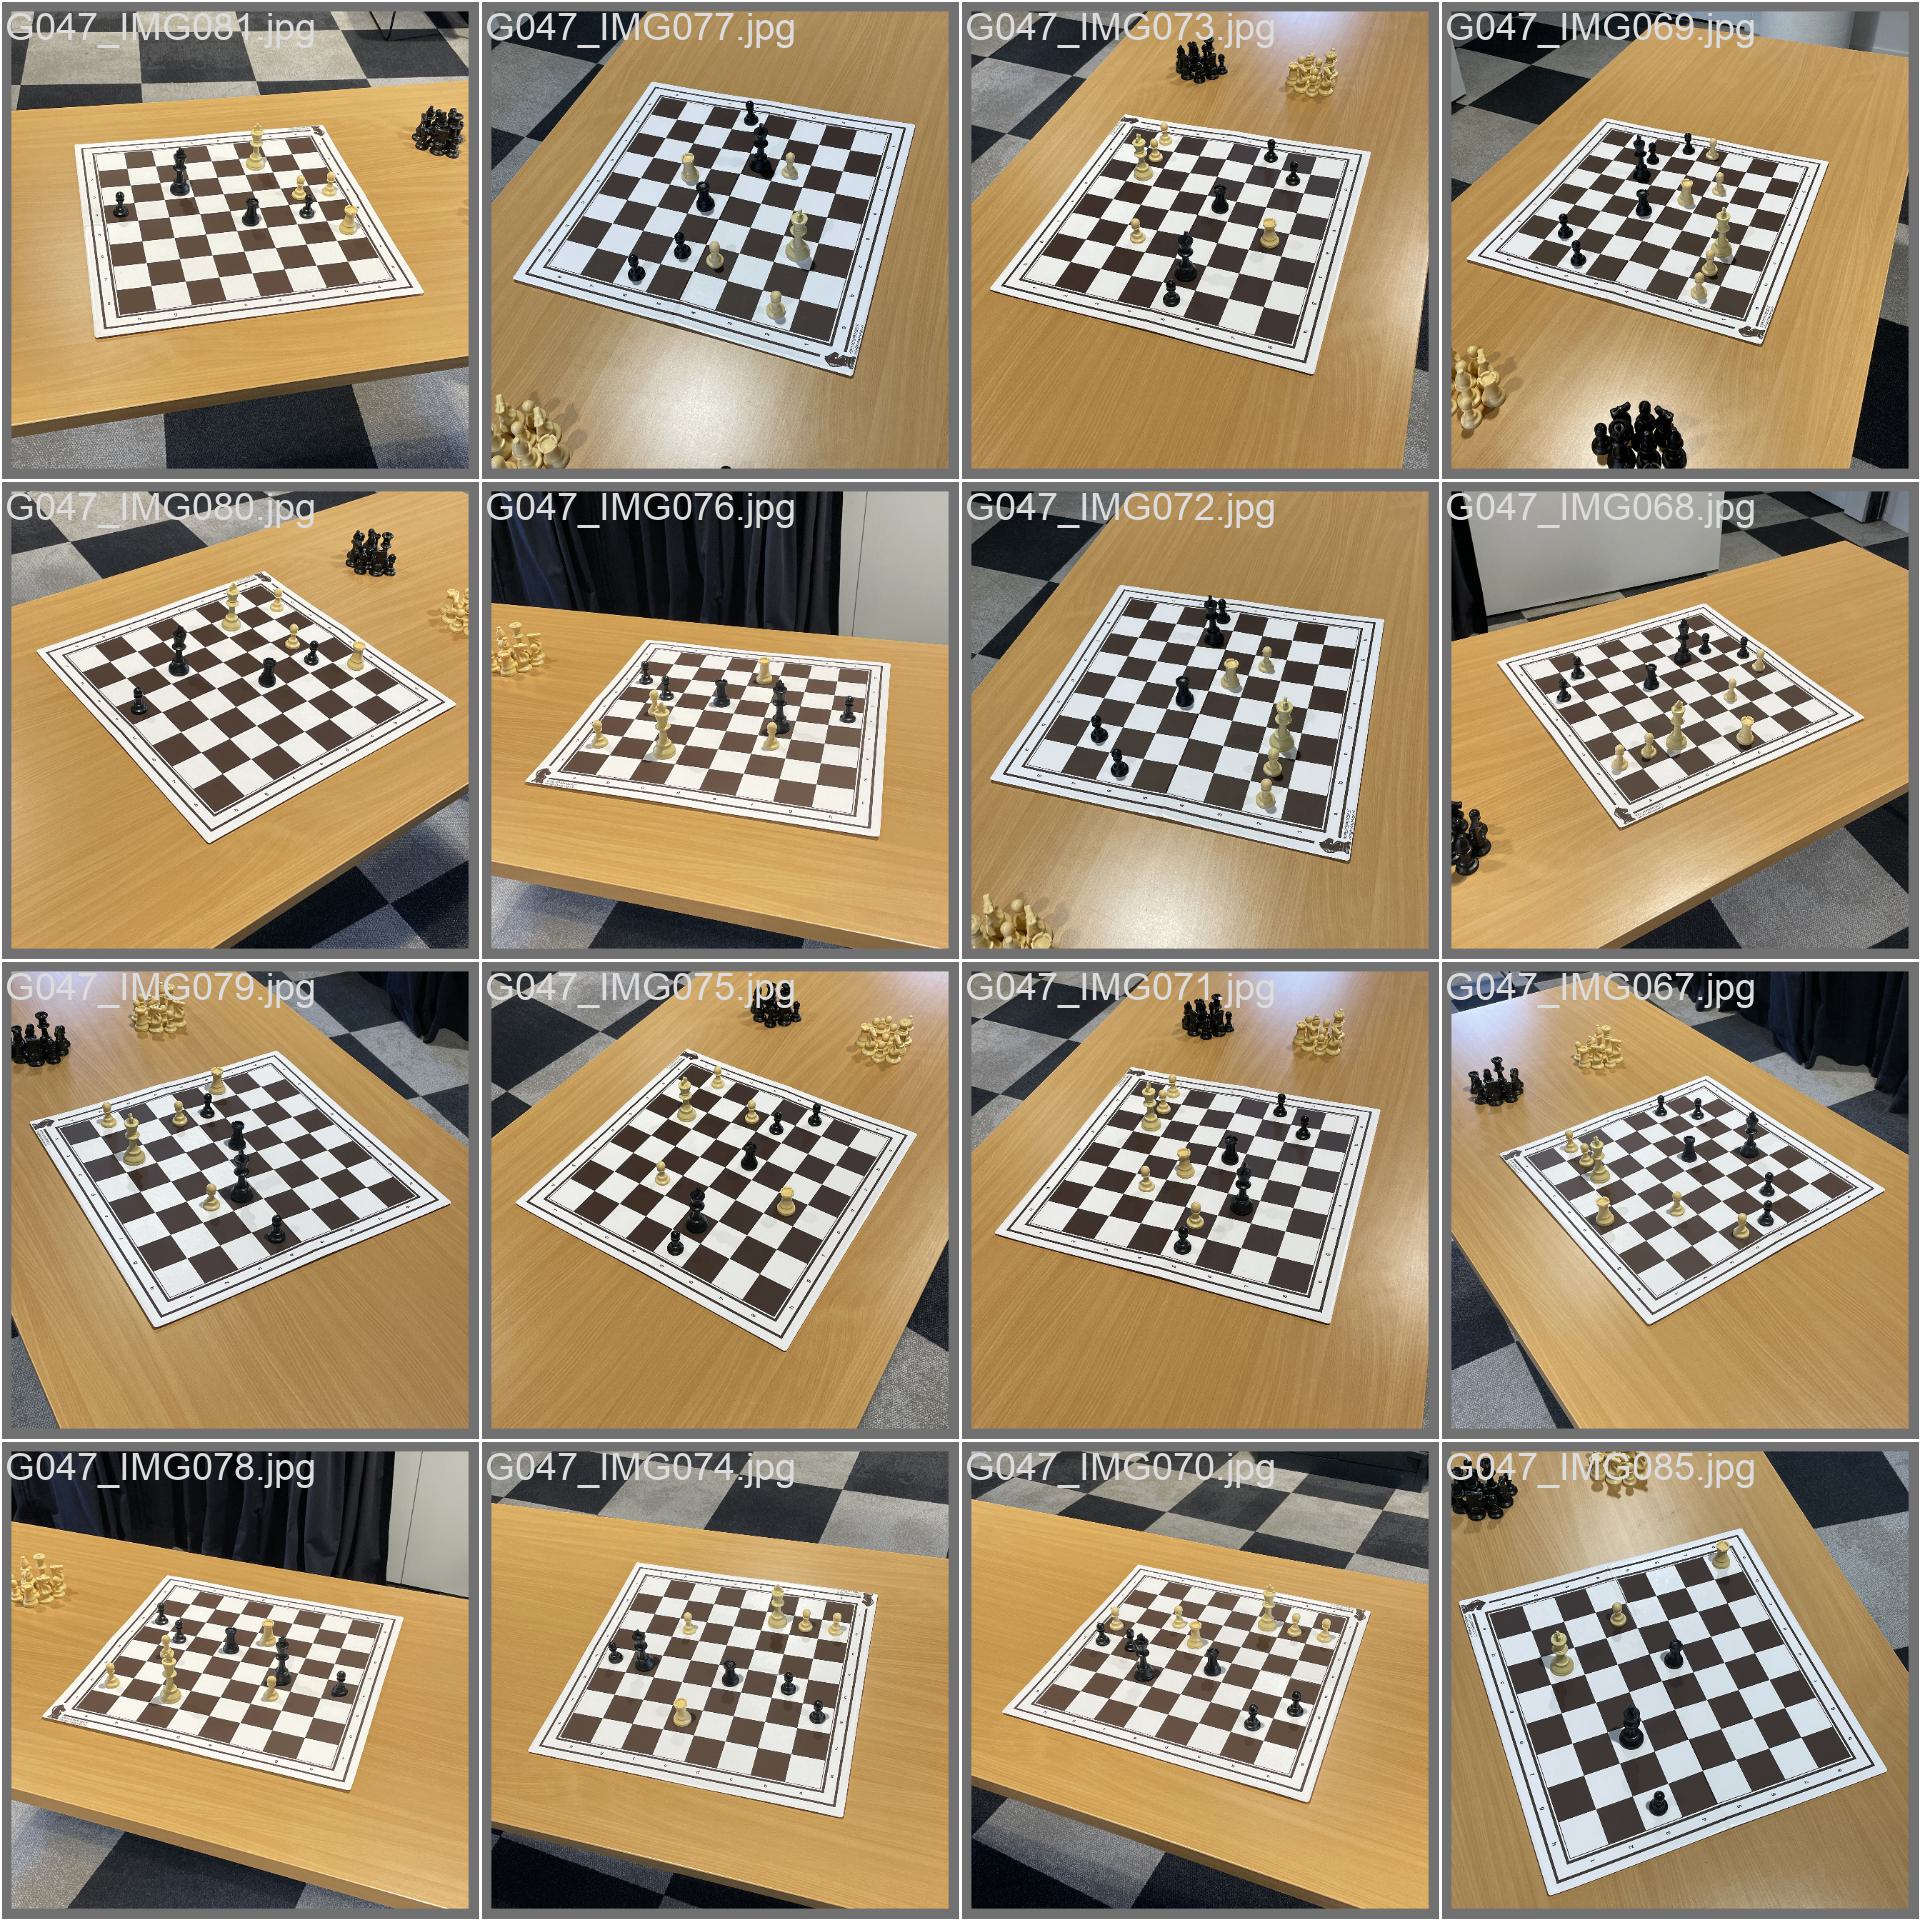 G047_IMG081.jpg
G047_IMG077.jpg
G047_IMG073.jpg
G047_IMG069.jpg
G047_IMG080.jpg
G047_IMG076.jpg
G047_IMG072.jpg
G047_IMG068.jpg
G047_IMG079.jpg
G047_IMG075.jpg
G047_IMG071.jpg
G047_IMG067.jpg
G047_IMG078.jpg
G047_IMG074.jpg
G047_IMG070.jpg
G047_IMG085.jpg